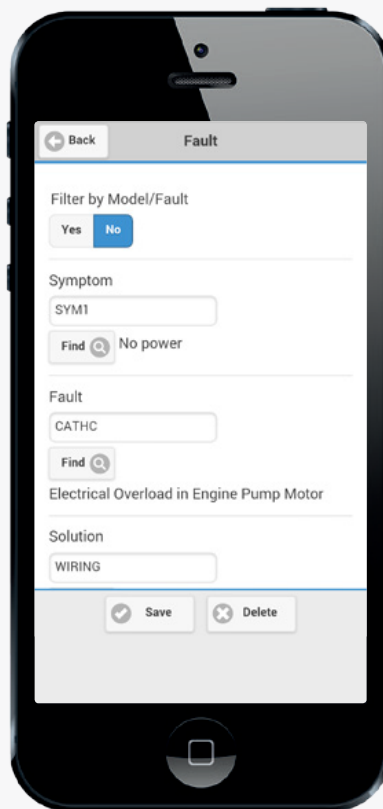 Back
Fault
Filter by Model/Fault
Yes No
Symptom
SYM1
Find No power
Fault
CATHC
Find
Electrical Overload in Engine Pump Motor
Solution
WIRING
Save Delete